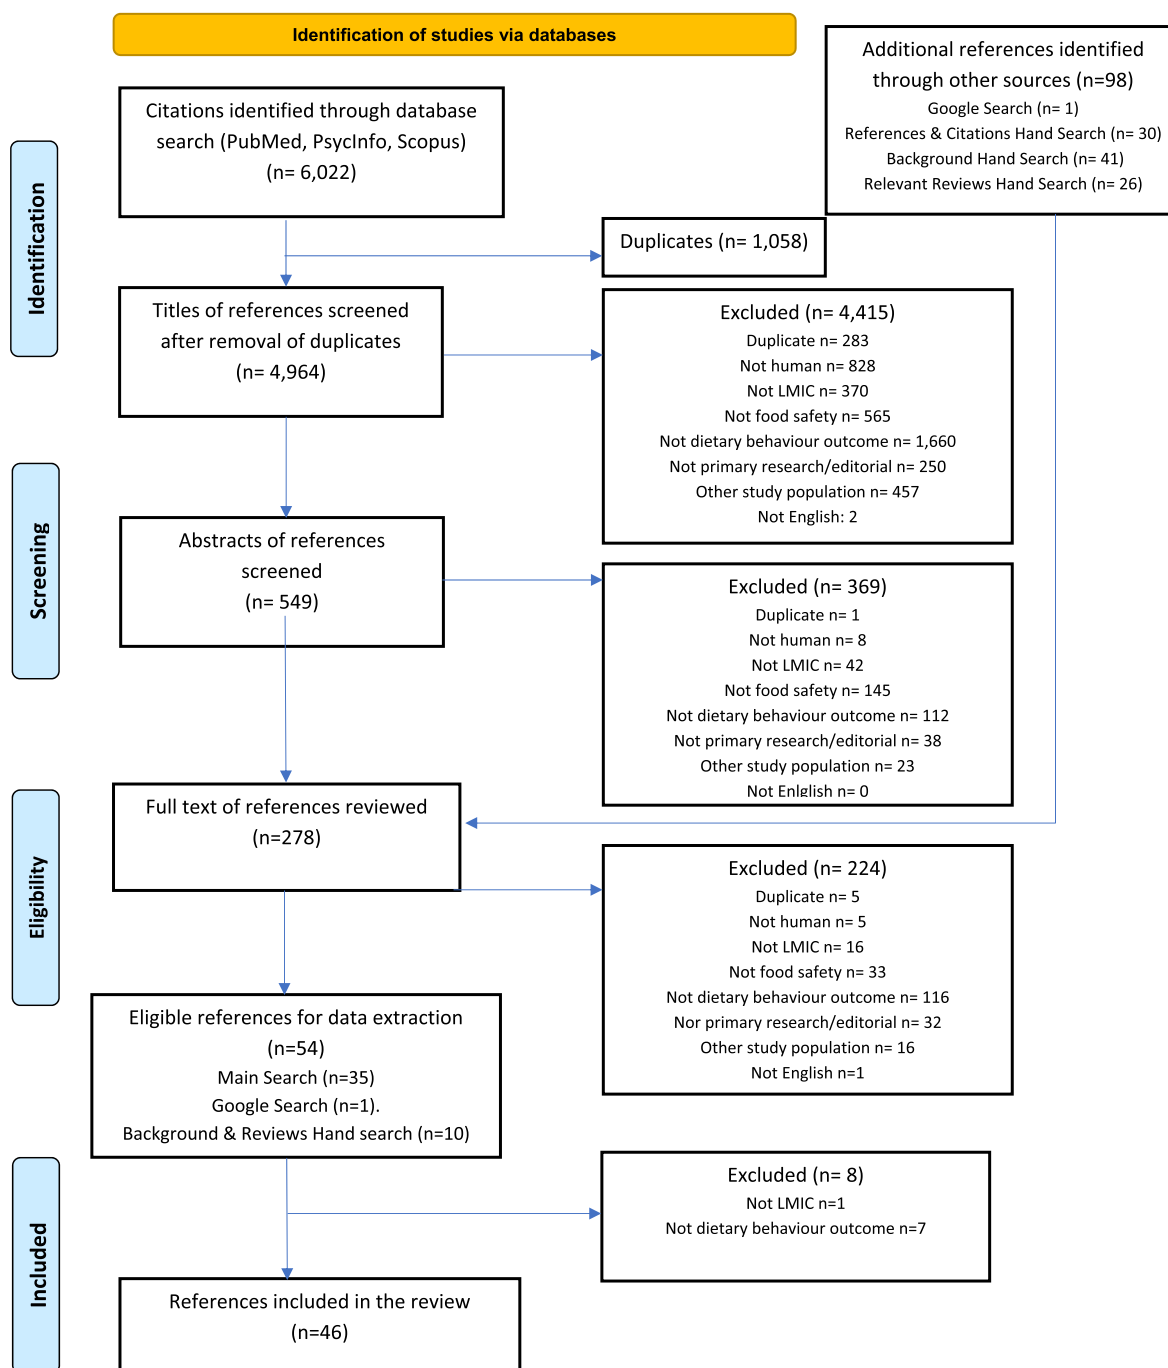 Identification of studies via databases
Additional references identified
through other sources (n=98)
Google Search (n= 1)
References & Citations Hand Search (n= 30)
Background Hand Search (n= 41)
Relevant Reviews Hand Search (n= 26)
Identification
Citations identified through database
search (PubMed, PsycInfo, Scopus)
(n= 6,022)
Duplicates (n= 1,058)
Titles of references screened
after removal of duplicates
(n= 4,964)
Excluded (n= 4,415)
Duplicate n= 283
Not human n= 828
Not LMIC n= 370
Not food safety n= 565
Not dietary behaviour outcome n= 1,660
Not primary research/editorial n= 250
Other study population n= 457
Not English: 2
Screening
Abstracts of references
screened
(n= 549)
Excluded (n= 369)
Duplicate n= 1
Not human n= 8
Not LMIC n= 42
Not food safety n= 145
Not dietary behaviour outcome n= 112
Not primary research/editorial n= 38
Other study population n= 23
Not Enlglish n= 0
Eligibility
Full text of references reviewed
(n=278)
Excluded (n= 224)
Duplicate n= 5
Not human n= 5
Not LMIC n= 16
Not food safety n= 33
Not dietary behaviour outcome n= 116
Nor primary research/editorial n= 32
Other study population n= 16
Not English n=1
Eligible references for data extraction
(n=54)
Main Search (n=35)
Google Search (n=1).
Background & Reviews Hand search (n=10)
Included
Excluded (n= 8)
Not LMIC n=1
Not dietary behaviour outcome n=7
References included in the review
(n=46)